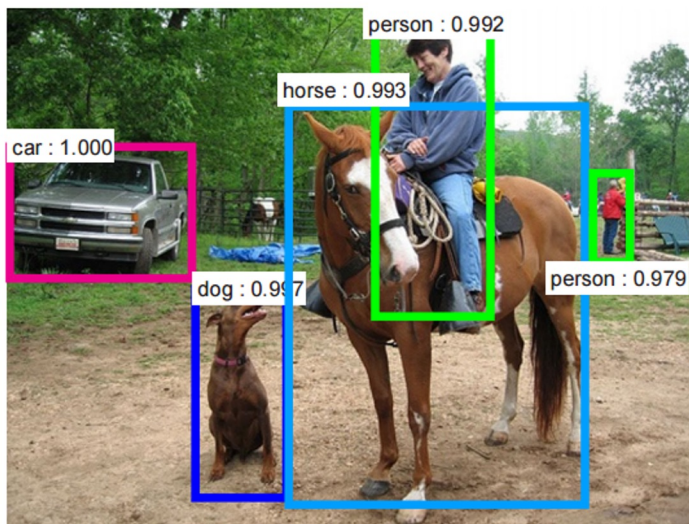 person : 0.992
horse : 0.993
car : 1.000
dog : 0.997
person : 0.979